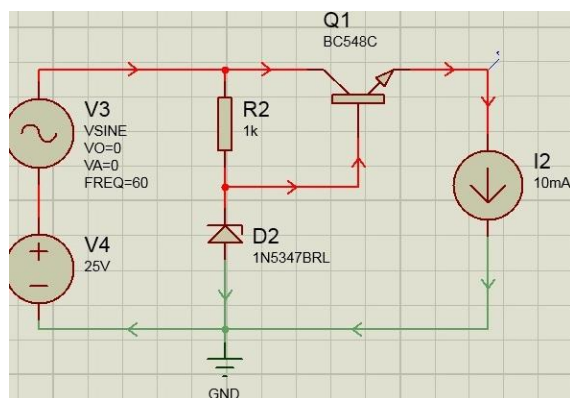 Q1
BC548C
V3
VSINE
VO=0
VA=0
FREQ=60
R2
1k
I2
10mA
V4
25V
D2
1N5347BRL
GND